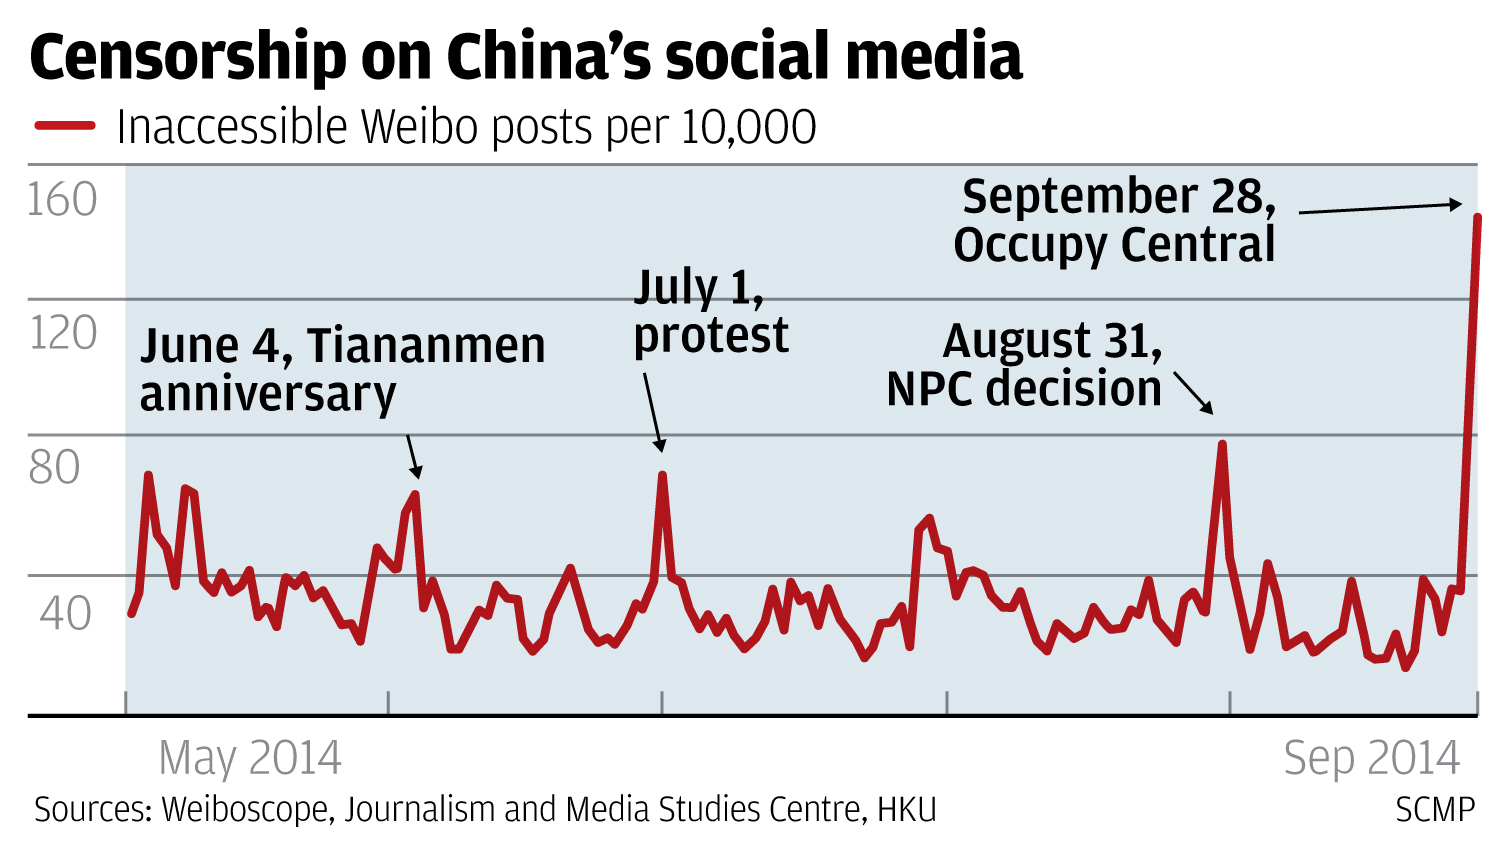 Censorship on China's social media
Inaccessible Weibo posts per 10,000
160
September 28,
Occupy Central
July 1,
protest
120
June 4, Tiananmen
anniversary
August 31,
NPC decision
80
40
May 2014
Sep 2014
Sources: Weiboscope, Journalism and Media Studies Centre, HKU
SCMP